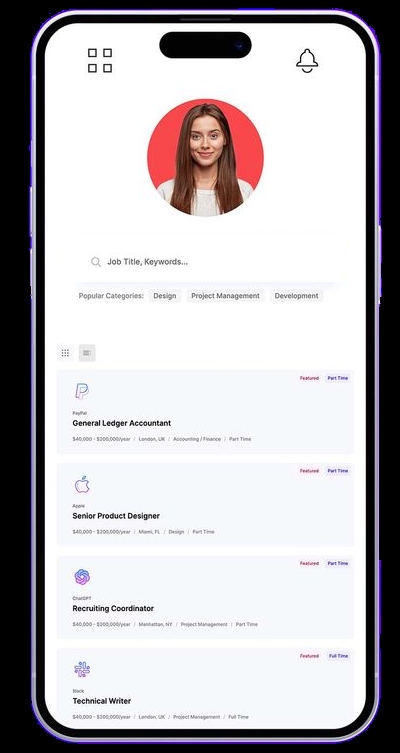 Job Title, Keywords...
Popular Categories: Design Project Management Development
Featured Part Time
PayPal
General Ledger Accountant
$40,000 - $200,000/year / London, UK / Accounting / Finance / Part Time
Featured Part Time
Apple
Senior Product Designer
$40,000 - $200,000/year / Miami, FL / Design / Part Time
Featured Part Time
ChatGPT
Recruiting Coordinator
$40,000 - $200,000/year / Manhattan, NY / Project Management / Part Time
Featured Full Time
Slack
Technical Writer
$40,000 - $200,000/year / London, UK / Project Management / Full Time